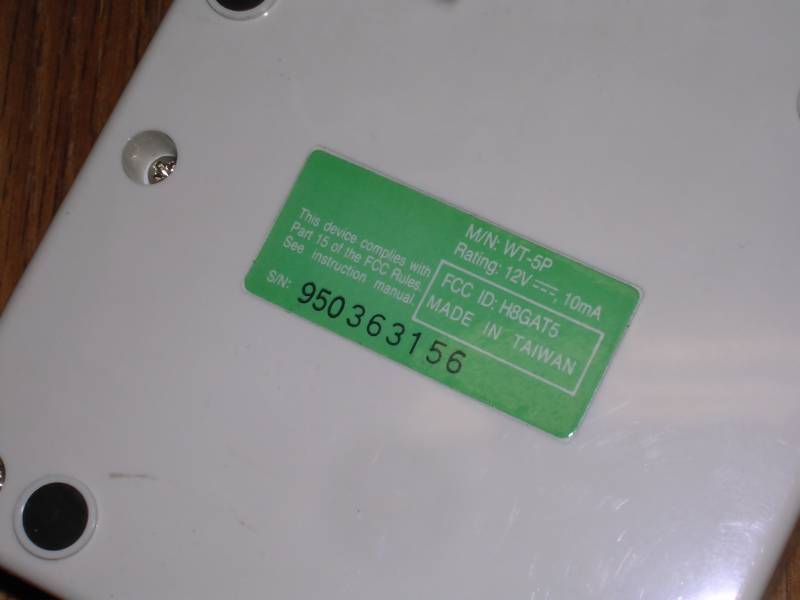 M/N: WT-5P
Rating: 12V ⎓, 10mA
This device complies with
Part 15 of the FCC Rules.
See instruction manual.
FCC ID: H8GAT5
MADE IN TAIWAN
S/N: 950363156